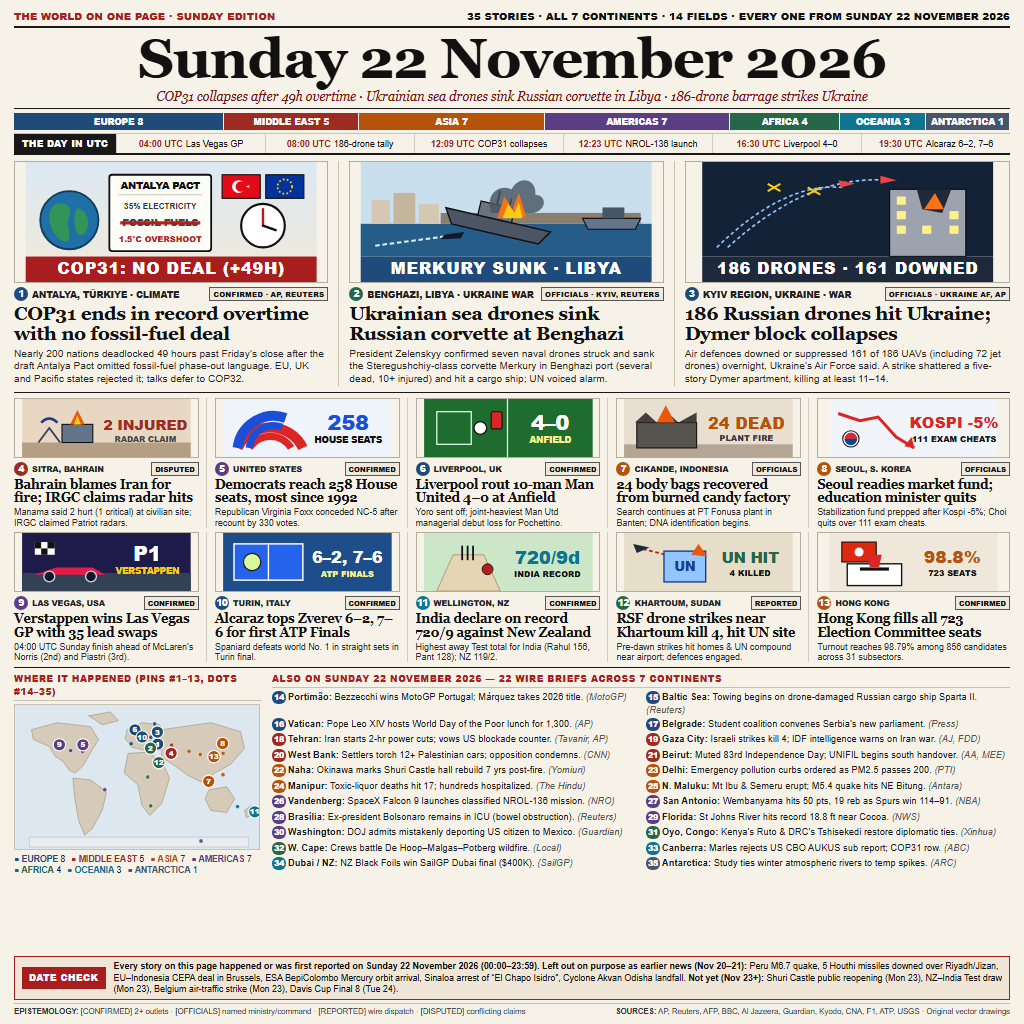 THE WORLD ON ONE PAGE · SUNDAY EDITION
35 STORIES · ALL 7 CONTINENTS · 14 FIELDS · EVERY ONE FROM SUNDAY 22 NOVEMBER 2026
Sunday 22 November 2026
COP31 collapses after 49h overtime · Ukrainian sea drones sink Russian corvette in Libya · 186-drone barrage strikes Ukraine
EUROPE 8
MIDDLE EAST 5
ASIA 7
AMERICAS 7
AFRICA 4
OCEANIA 3
ANTARCTICA 1
THE DAY IN UTC
04:00 UTC Las Vegas GP
08:00 UTC 186-drone tally
12:09 UTC COP31 collapses
12:23 UTC NROL-136 launch
16:30 UTC Liverpool 4–0
19:30 UTC Alcaraz 6–2, 7–6
ANTALYA PACT
35% ELECTRICITY
FOSSIL FUELS
1.5°C OVERSHOOT
COP31: NO DEAL (+49H)
1 ANTALYA, TÜRKIYE · CLIMATE
CONFIRMED · AP, REUTERS
COP31 ends in record overtime
with no fossil-fuel deal
Nearly 200 nations deadlocked 49 hours past Friday's close after the
draft Antalya Pact omitted fossil-fuel phase-out language. EU, UK
and Pacific states rejected it; talks defer to COP32.
MERKURY SUNK · LIBYA
2 BENGHAZI, LIBYA · UKRAINE WAR
OFFICIALS · KYIV, REUTERS
Ukrainian sea drones sink
Russian corvette at Benghazi
President Zelenskyy confirmed seven naval drones struck and sank
the Steregushchiy-class corvette Merkury in Benghazi port (several
dead, 10+ injured) and hit a cargo ship; UN voiced alarm.
186 DRONES · 161 DOWNED
3 KYIV REGION, UKRAINE · WAR
OFFICIALS · UKRAINE AF, AP
186 Russian drones hit Ukraine;
Dymer block collapses
Air defences downed or suppressed 161 of 186 UAVs (including 72 jet
drones) overnight, Ukraine's Air Force said. A strike shattered a five-
story Dymer apartment, killing at least 11–14.
2 INJURED
RADAR CLAIM
4 SITRA, BAHRAIN
DISPUTED
Bahrain blames Iran for
fire; IRGC claims radar hits
Manama said 2 hurt (1 critical) at civilian site;
IRGC claimed Patriot radars.
258
HOUSE SEATS
5 UNITED STATES
CONFIRMED
Democrats reach 258 House
seats, most since 1992
Republican Virginia Foxx conceded NC-5 after
recount by 330 votes.
4–0
ANFIELD
6 LIVERPOOL, UK
CONFIRMED
Liverpool rout 10-man Man
United 4–0 at Anfield
Yoro sent off; joint-heaviest Man Utd
managerial debut loss for Pochettino.
24 DEAD
PLANT FIRE
7 CIKANDE, INDONESIA
OFFICIALS
24 body bags recovered
from burned candy factory
Search continues at PT Fonusa plant in
Banten; DNA identification begins.
KOSPI -5%
111 EXAM CHEATS
8 SEOUL, S. KOREA
OFFICIALS
Seoul readies market fund;
education minister quits
Stabilization fund prepped after Kospi -5%; Choi
quits over 111 exam cheats.
P1
VERSTAPPEN
9 LAS VEGAS, USA
CONFIRMED
Verstappen wins Las Vegas
GP with 35 lead swaps
04:00 UTC Sunday finish ahead of McLaren's
Norris (2nd) and Piastri (3rd).
6–2, 7–6
ATP FINALS
10 TURIN, ITALY
CONFIRMED
Alcaraz tops Zverev 6–2, 7–
6 for first ATP Finals
Spaniard defeats world No. 1 in straight sets in
Turin final.
720/9d
INDIA RECORD
11 WELLINGTON, NZ
CONFIRMED
India declare on record
720/9 against New Zealand
Highest away Test total for India (Rahul 156,
Pant 128); NZ 119/2.
UN
UN HIT
4 KILLED
12 KHARTOUM, SUDAN
REPORTED
RSF drone strikes near
Khartoum kill 4, hit UN site
Pre-dawn strikes hit homes & UN compound
near airport; defences engaged.
98.8%
723 SEATS
13 HONG KONG
CONFIRMED
Hong Kong fills all 723
Election Committee seats
Turnout reaches 98.79% among 856 candidates
across 31 subsectors.
WHERE IT HAPPENED (PINS #1–13, DOTS
#14–35)
9 5 6 3 10 2 4 12 8 13 7 11
• EUROPE 8 • MIDDLE EAST 5 • ASIA 7 • AMERICAS 7
• AFRICA 4 • OCEANIA 3 • ANTARCTICA 1
ALSO ON SUNDAY 22 NOVEMBER 2026 — 22 WIRE BRIEFS ACROSS 7 CONTINENTS
14 Portimão: Bezzecchi wins MotoGP Portugal; Márquez takes 2026 title. (MotoGP)
15 Baltic Sea: Towing begins on drone-damaged Russian cargo ship Sparta II.
(Reuters)
16 Vatican: Pope Leo XIV hosts World Day of the Poor lunch for 1,300. (AP)
17 Belgrade: Student coalition convenes Serbia's new parliament. (Press)
18 Tehran: Iran starts 2-hr power cuts; vows US blockade counter. (Tavanir, AP)
19 Gaza City: Israeli strikes kill 4; IDF intelligence warns on Iran war. (AJ, FDD)
20 West Bank: Settlers torch 12+ Palestinian cars; opposition condemns. (CNN)
21 Beirut: Muted 83rd Independence Day; UNIFIL begins south handover. (AA, MEE)
22 Naha: Okinawa marks Shuri Castle hall rebuild 7 yrs post-fire. (Yomiuri)
23 Delhi: Emergency pollution curbs ordered as PM2.5 passes 200. (PTI)
24 Manipur: Toxic-liquor deaths hit 17; hundreds hospitalized. (The Hindu)
25 N. Maluku: Mt Ibu & Semeru erupt; M5.4 quake hits NE Bitung. (Antara)
26 Vandenberg: SpaceX Falcon 9 launches classified NROL-136 mission. (NRO)
27 San Antonio: Wembanyama hits 50 pts, 19 reb as Spurs win 114–91. (NBA)
28 Brasília: Ex-president Bolsonaro remains in ICU (bowel obstruction). (Reuters)
29 Florida: St Johns River hits record 18.8 ft near Cocoa. (NWS)
30 Washington: DOJ admits mistakenly deporting US citizen to Mexico. (Guardian)
31 Oyo, Congo: Kenya's Ruto & DRC's Tshisekedi restore diplomatic ties. (Xinhua)
32 W. Cape: Crews battle De Hoop–Malgas–Potberg wildfire. (Local)
33 Canberra: Marles rejects US CBO AUKUS sub report; COP31 row. (ABC)
34 Dubai / NZ: NZ Black Foils win SailGP Dubai final ($400K). (SailGP)
35 Antarctica: Study ties winter atmospheric rivers to temp spikes. (ARC)
DATE CHECK
Every story on this page happened or was first reported on Sunday 22 November 2026 (00:00–23:59). Left out on purpose as earlier news (Nov 20–21): Peru M6.7 quake, 5 Houthi missiles downed over Riyadh/Jizan,
EU–Indonesia CEPA deal in Brussels, ESA BepiColombo Mercury orbit arrival, Sinaloa arrest of "El Chapo Isidro", Cyclone Akvan Odisha landfall. Not yet (Nov 23+): Shuri Castle public reopening (Mon 23), NZ–India Test draw
(Mon 23), Belgium air-traffic strike (Mon 23), Davis Cup Final 8 (Tue 24).
EPISTEMOLOGY: [CONFIRMED] 2+ outlets · [OFFICIALS] named ministry/command · [REPORTED] wire dispatch · [DISPUTED] conflicting claims
SOURCES: AP, Reuters, AFP, BBC, Al Jazeera, Guardian, Kyodo, CNA, F1, ATP, USGS · Original vector drawings